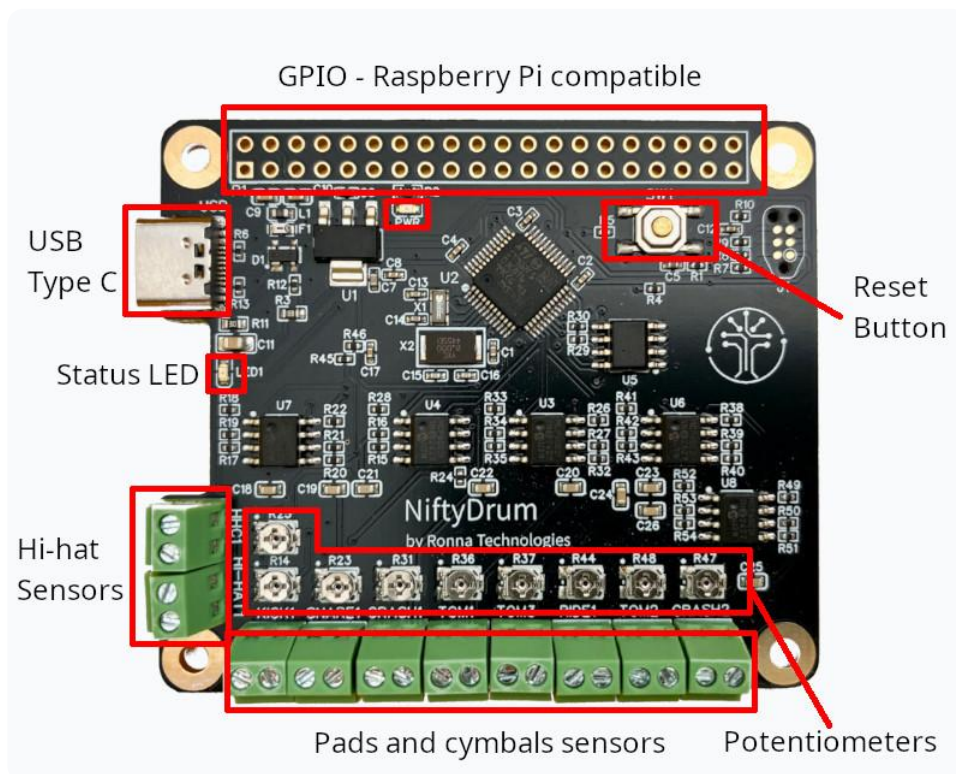 GPIO - Raspberry Pi compatible
USB
Type C
PWR
Reset
Button
Status LED
Hi-hat
Sensors
Pads and cymbals sensors
Potentiometers
NiftyDrum
by Ronna Technologies
C10
R10
C9
L1
C3
C12
R6
C4
D1
U2
C8
C2
R7
R1
R12
U1
C7
C13
X1
R4
R13
R3
C14
R30
R11
R46
X2
C1
R29
C11
R45
C17
U5
LED1
C15
C16
R18
U7
R22
R28
U4
R33
U3
R26
R41
U6
R38
R19
R21
R16
R34
R27
R42
R39
R17
R15
R35
R32
R43
R40
R20
R24
C22
C20
C23
R52
U8
R49
C18
C19
C21
C24
R53
R50
C26
R54
R51
R14
R23
R31
R36
R37
R44
R48
R47
C25